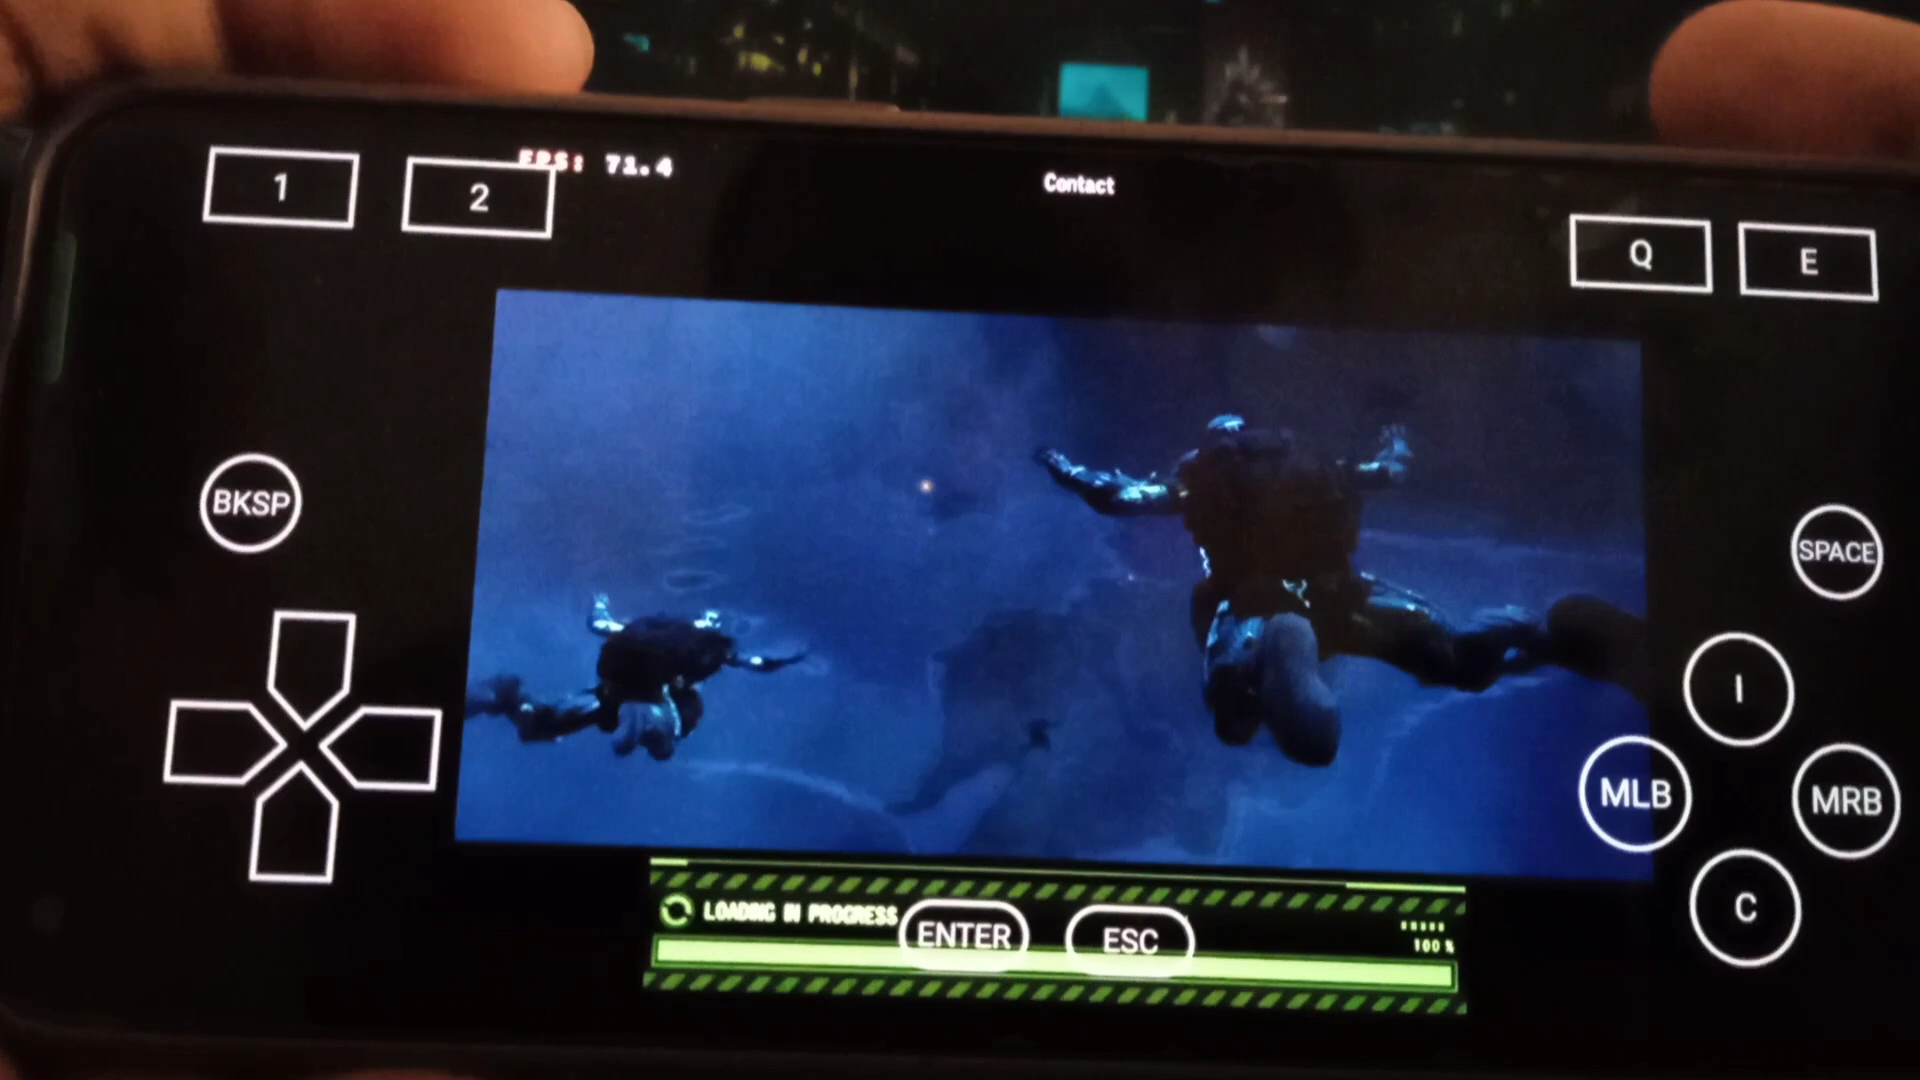 1
2
FPS: 71.4
Contact
Q
E
BKSP
SPACE
I
MLB
MRB
C
LOADING IN PROGRESS
ENTER
ESC
100 %